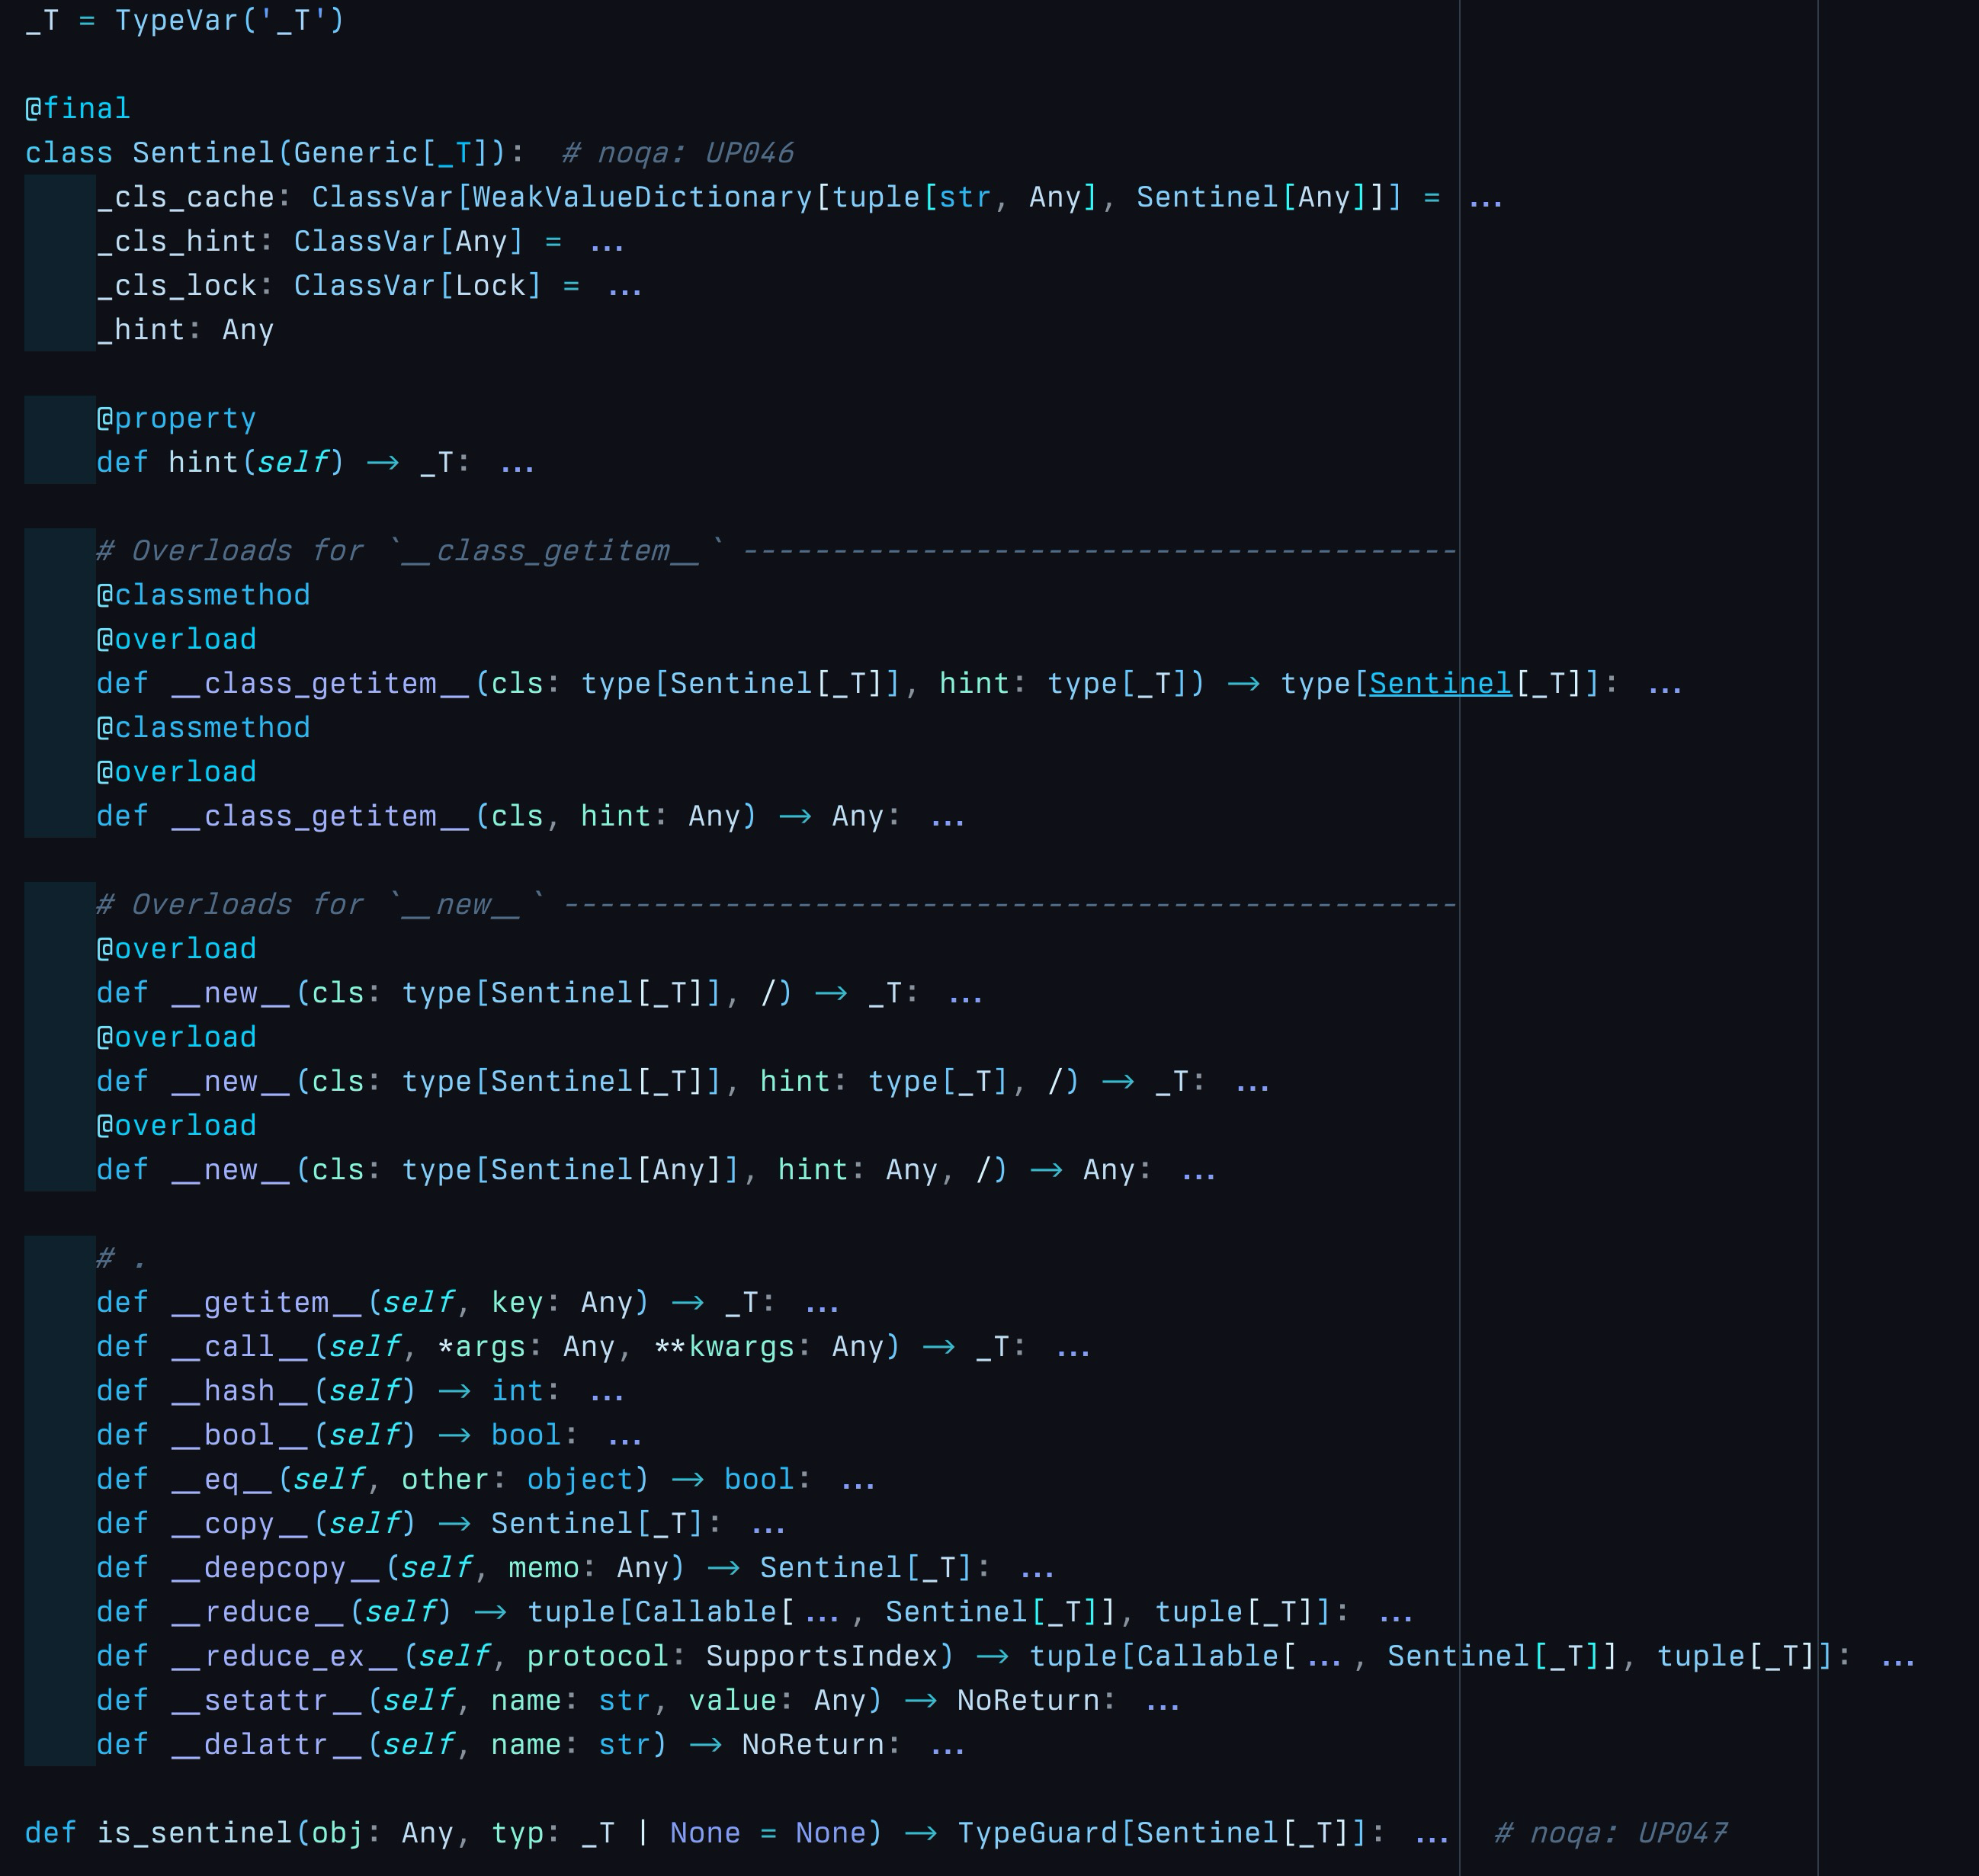 _T = TypeVar('_T')

@final
class Sentinel(Generic[_T]):  # noqa: UP046
    _cls_cache: ClassVar[WeakValueDictionary[tuple[str, Any], Sentinel[Any]]] = ...
    _cls_hint: ClassVar[Any] = ...
    _cls_lock: ClassVar[Lock] = ...
    _hint: Any

    @property
    def hint(self) -> _T: ...

    # Overloads for `__class_getitem__` ----------------------------------------
    @classmethod
    @overload
    def __class_getitem__(cls: type[Sentinel[_T]], hint: type[_T]) -> type[Sentinel[_T]]: ...
    @classmethod
    @overload
    def __class_getitem__(cls, hint: Any) -> Any: ...

    # Overloads for `__new__` --------------------------------------------------
    @overload
    def __new__(cls: type[Sentinel[_T]], /) -> _T: ...
    @overload
    def __new__(cls: type[Sentinel[_T]], hint: type[_T], /) -> _T: ...
    @overload
    def __new__(cls: type[Sentinel[Any]], hint: Any, /) -> Any: ...

    # .
    def __getitem__(self, key: Any) -> _T: ...
    def __call__(self, *args: Any, **kwargs: Any) -> _T: ...
    def __hash__(self) -> int: ...
    def __bool__(self) -> bool: ...
    def __eq__(self, other: object) -> bool: ...
    def __copy__(self) -> Sentinel[_T]: ...
    def __deepcopy__(self, memo: Any) -> Sentinel[_T]: ...
    def __reduce__(self) -> tuple[Callable[..., Sentinel[_T]], tuple[_T]]: ...
    def __reduce_ex__(self, protocol: SupportsIndex) -> tuple[Callable[..., Sentinel[_T]], tuple[_T]]: ...
    def __setattr__(self, name: str, value: Any) -> NoReturn: ...
    def __delattr__(self, name: str) -> NoReturn: ...

def is_sentinel(obj: Any, typ: _T | None = None) -> TypeGuard[Sentinel[_T]]: ...  # noqa: UP047